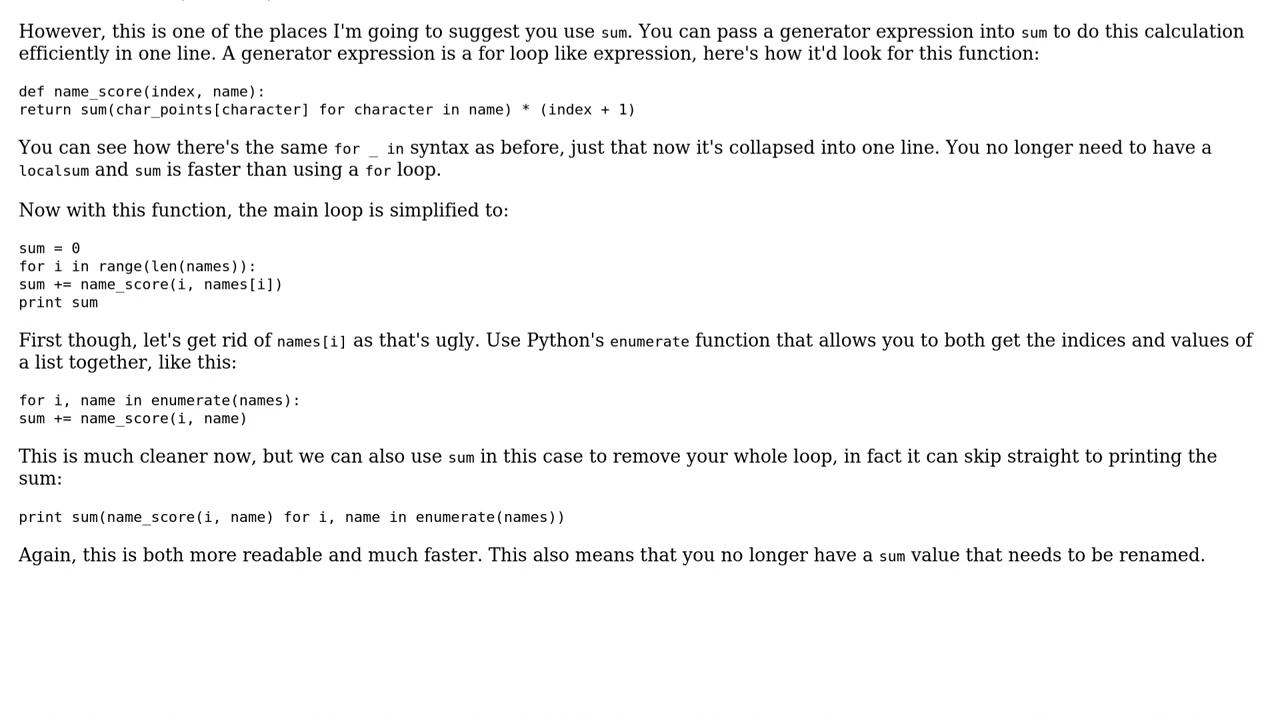 However, this is one of the places I'm going to suggest you use sum. You can pass a generator expression into sum to do this calculation
efficiently in one line. A generator expression is a for loop like expression, here's how it'd look for this function:
def name_score(index, name):
return sum(char_points[character] for character in name) * (index + 1)
You can see how there's the same for _ in syntax as before, just that now it's collapsed into one line. You no longer need to have a
localsum and sum is faster than using a for loop.
Now with this function, the main loop is simplified to:
sum = 0
for i in range(len(names)):
sum += name_score(i, names[i])
print sum
First though, let's get rid of names[i] as that's ugly. Use Python's enumerate function that allows you to both get the indices and values of
a list together, like this:
for i, name in enumerate(names):
sum += name_score(i, name)
This is much cleaner now, but we can also use sum in this case to remove your whole loop, in fact it can skip straight to printing the
sum:
print sum(name_score(i, name) for i, name in enumerate(names))
Again, this is both more readable and much faster. This also means that you no longer have a sum value that needs to be renamed.